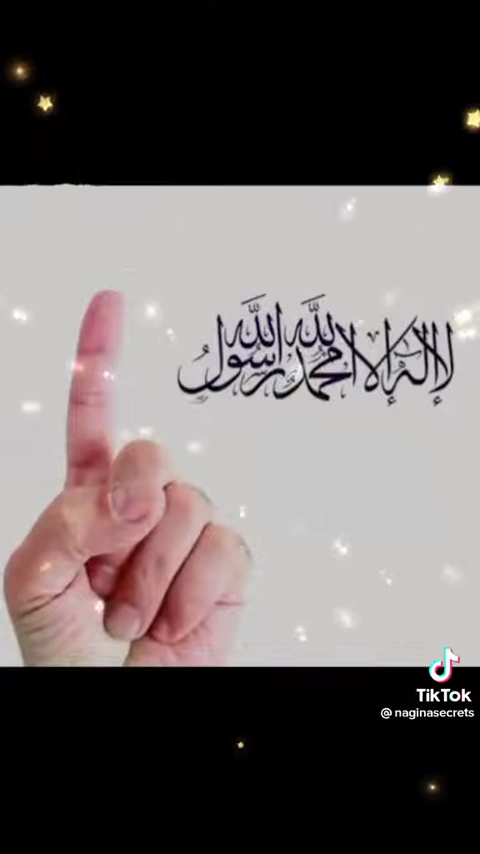 لا إله إلا الله محمد رسول الله
TikTok
@naginasecrets